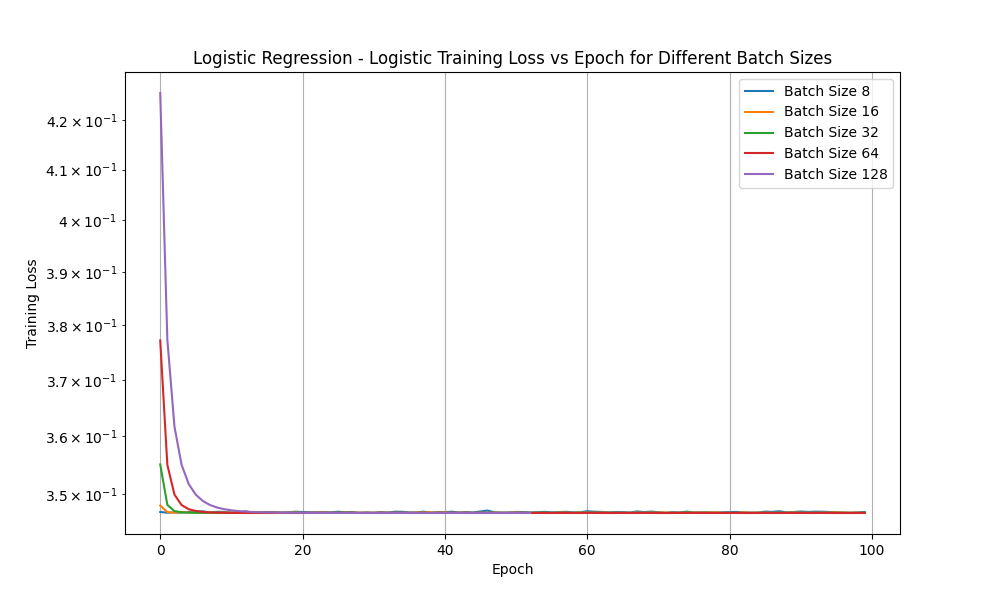 Logistic Regression - Logistic Training Loss vs Epoch for Different Batch Sizes
Batch Size 8
Batch Size 16
Batch Size 32
Batch Size 64
Batch Size 128
4.2 × 10⁻¹
4.1 × 10⁻¹
4 × 10⁻¹
3.9 × 10⁻¹
3.8 × 10⁻¹
3.7 × 10⁻¹
3.6 × 10⁻¹
3.5 × 10⁻¹
Training Loss
0 20 40 60 80 100
Epoch